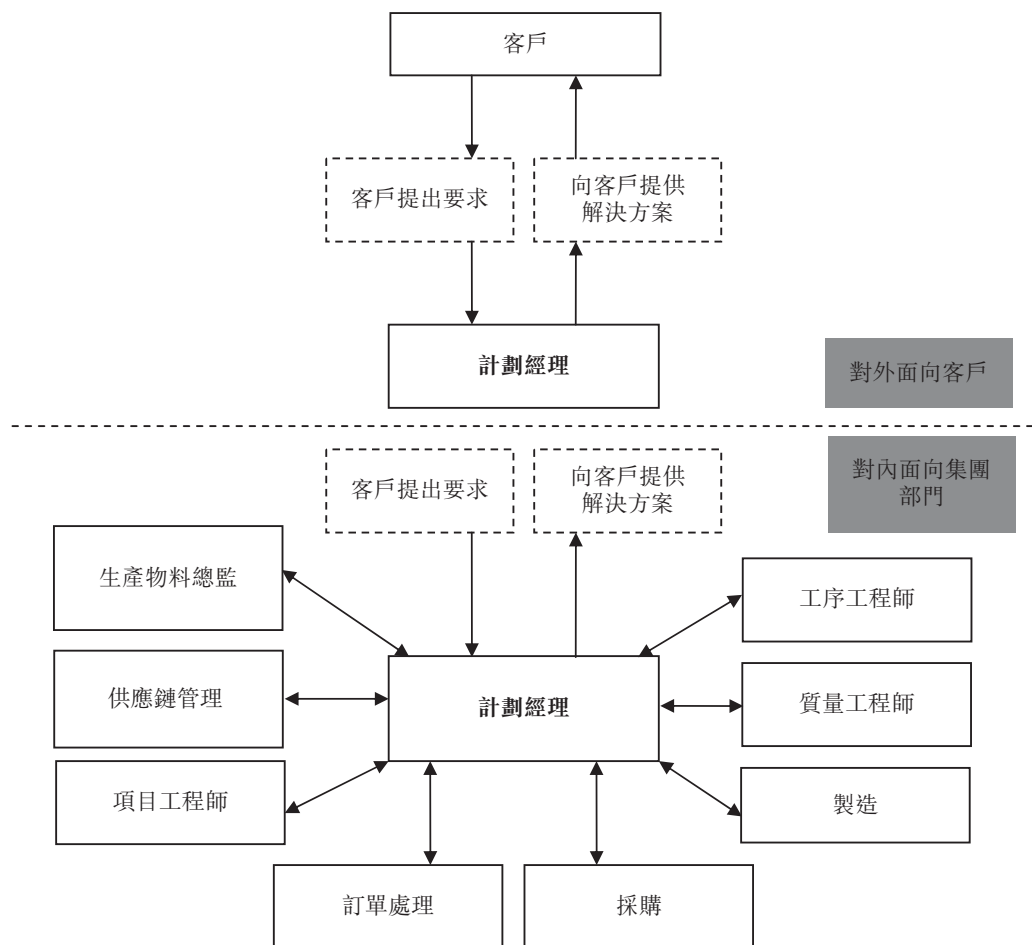 客戶
客戶提出要求
向客戶提供
解決方案
計劃經理
對外面向客戶
對內面向集團
部門
客戶提出要求
向客戶提供
解決方案
生產物料總監
工序工程師
供應鏈管理
計劃經理
質量工程師
項目工程師
製造
訂單處理
採購